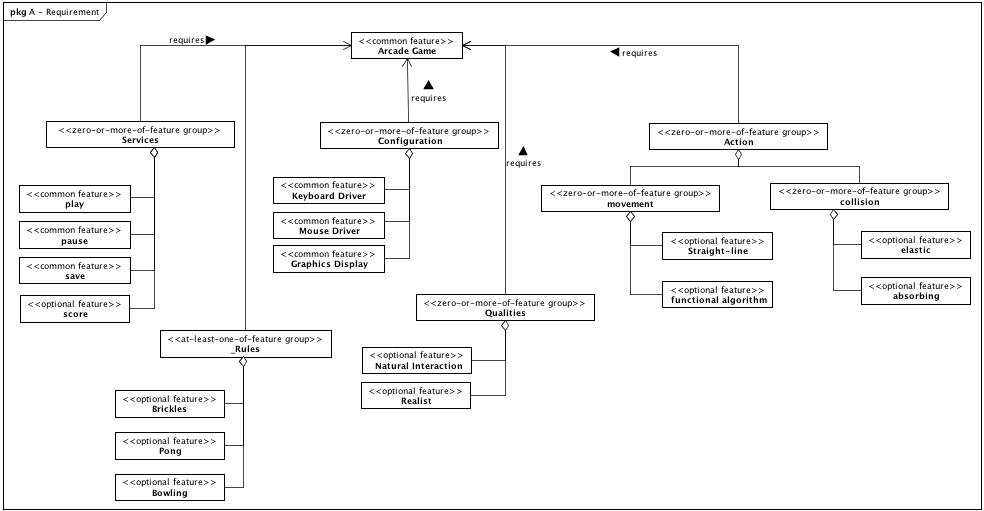 pkg A - Requirement
requires
<<common feature>>
Arcade Game
requires
requires
<<zero-or-more-of-feature group>>
Services
<<zero-or-more-of-feature group>>
Configuration
<<zero-or-more-of-feature group>>
Action
requires
<<common feature>>
play
<<common feature>>
pause
<<common feature>>
save
<<optional feature>>
score
<<common feature>>
Keyboard Driver
<<common feature>>
Mouse Driver
<<common feature>>
Graphics Display
<<zero-or-more-of-feature group>>
movement
<<zero-or-more-of-feature group>>
collision
<<optional feature>>
Straight-line
<<optional feature>>
functional algorithm
<<optional feature>>
elastic
<<optional feature>>
absorbing
<<zero-or-more-of-feature group>>
Qualities
<<optional feature>>
Natural Interaction
<<optional feature>>
Realist
<<at-least-one-of-feature group>>
_Rules
<<optional feature>>
Brickles
<<optional feature>>
Pong
<<optional feature>>
Bowling